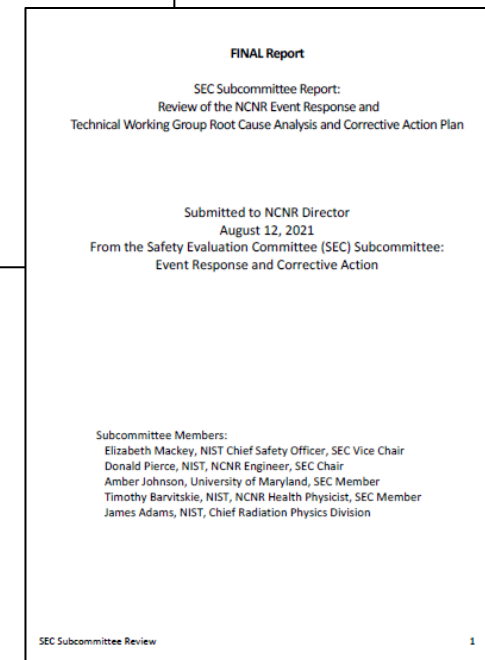 FINAL Report
SEC Subcommittee Report:
Review of the NCNR Event Response and
Technical Working Group Root Cause Analysis and Corrective Action Plan
Submitted to NCNR Director
August 12, 2021
From the Safety Evaluation Committee (SEC) Subcommittee:
Event Response and Corrective Action
Subcommittee Members:
Elizabeth Mackey, NIST Chief Safety Officer, SEC Vice Chair
Donald Pierce, NIST, NCNR Engineer, SEC Chair
Amber Johnson, University of Maryland, SEC Member
Timothy Barvitskie, NIST, NCNR Health Physicist, SEC Member
James Adams, NIST, Chief Radiation Physics Division
SEC Subcommittee Review 1